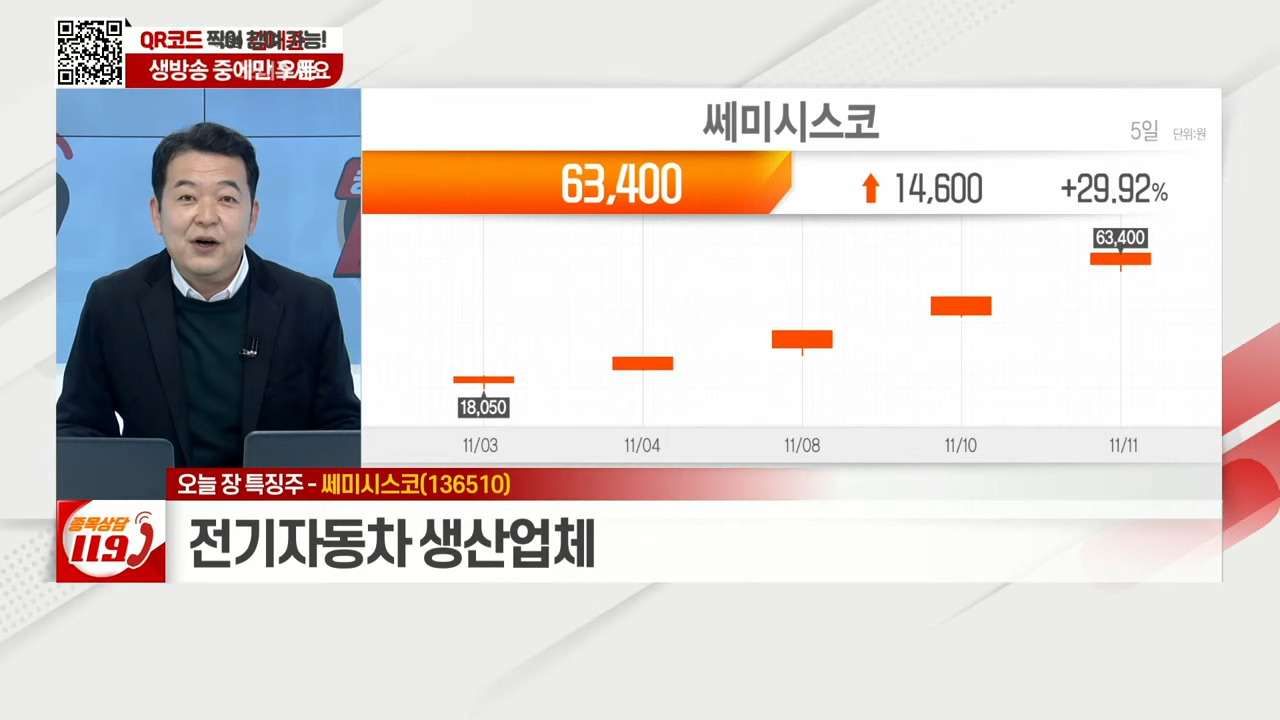 QR코드
생방송 중에만
쎄미시스코
5일 단위:원
63,400 14,600 +29.92%
63,400
18,050
11/03 11/04 11/08 11/10 11/11
오늘 장 특징주 - 쎄미시스코(136510)
종목상담
119
전기자동차 생산업체